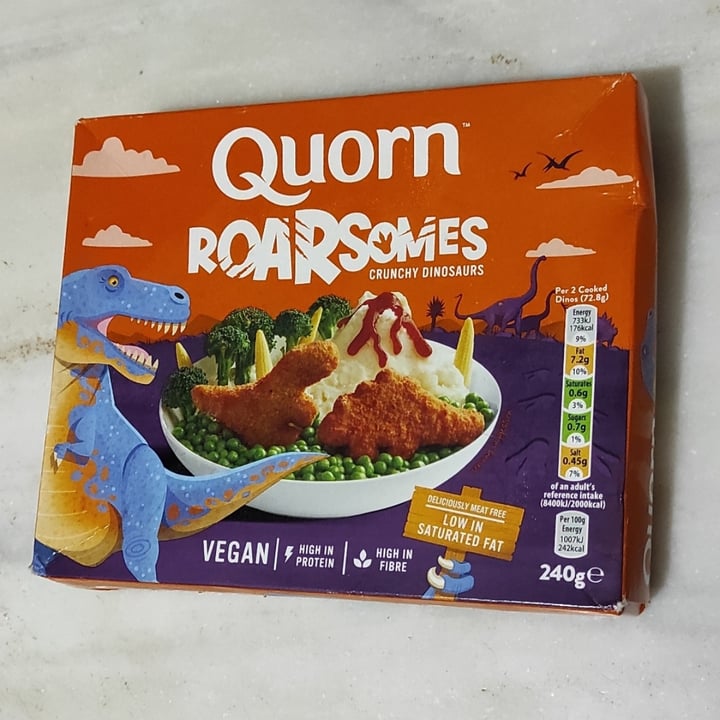 Quorn™
ROARSOMES
CRUNCHY DINOSAURS
Per 2 Cooked
Dinos (72.8g)
Energy
733kJ
176kcal
9%
Fat
7.2g
10%
Saturates
0.6g
3%
Sugars
0.7g
1%
Salt
0.45g
7%
of an adult's
reference intake
(8400kJ/2000kcal)
Per 100g
Energy
1007kJ
242kcal
240g℮
DELICIOUSLY MEAT FREE
LOW IN
SATURATED FAT
VEGAN
HIGH IN
PROTEIN
HIGH IN
FIBRE